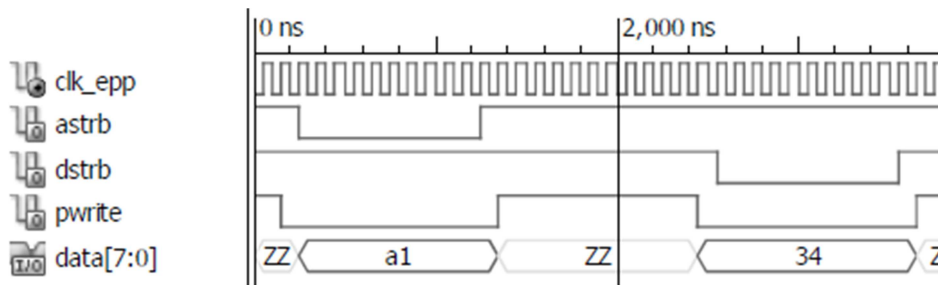 0 ns 2,000 ns
clk_epp
astrb
dstrb
pwrite
data[7:0] ZZ a1 ZZ 34 Z